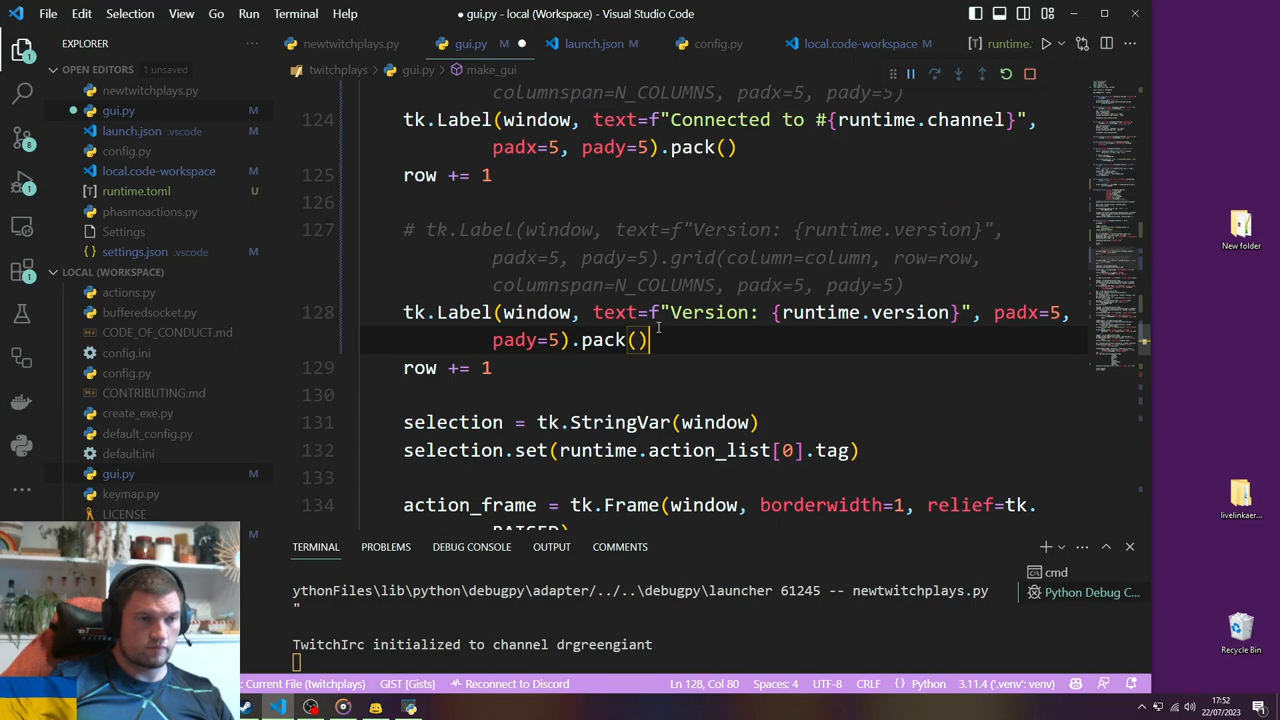 File Edit Selection View Go Run Terminal Help
gui.py - local (Workspace) - Visual Studio Code
EXPLORER
OPEN EDITORS 1 unsaved
newtwitchplays.py
gui.py M
launch.json .vscode M
config.py
local.code-workspace M
runtime.toml U
phasmoactions.py
Settings
settings.json M
LOCAL (WORKSPACE)
actions.py
bufferedsocket.py
CODE_OF_CONDUCT.md
config.ini
config.py
CONTRIBUTING.md
create_exe.py
default_config.py
default.ini
gui.py M
keymap.py
LICENSE
M
newtwitchplays.py gui.py M launch.json M config.py local.code-workspace M runtime.
twitchplays > gui.py > make_gui
columnspan=N_COLUMNS, padx=5, pady=5)
124 tk.Label(window, text=f"Connected to #{runtime.channel}",
padx=5, pady=5).pack()
125 row += 1
126
(window, text=f"Version: {runtime.version}",
padx=5, pady=5).grid(column=column, row=row,
columnspan=N_COLUMNS, padx=5, pady=5)
128 tk.Label(window, text=f"Version: {runtime.version}", padx=5,
pady=5).pack()
129 row += 1
130
131 selection = tk.StringVar(window)
132 selection.set(runtime.action_list[0].tag)
133
134 action_frame = tk.Frame(window, borderwidth=1, relief=tk.
RAISED)
TERMINAL PROBLEMS DEBUG CONSOLE OUTPUT COMMENTS
ythonFiles\lib\python\debugpy\adapter/../..\debugpy\launcher 61245 -- newtwitchplays.py
"
TwitchIrc initialized to channel drgreengiant
cmd
Python Debug C...
Current File (twitchplays) GIST [Gists] Reconnect to Discord Ln 128, Col 80 Spaces: 4 UTF-8 CRLF Python 3.11.4 ('.venv': venv)
New folder
livelinkaer...
Recycle Bin
17:52
22/07/2023